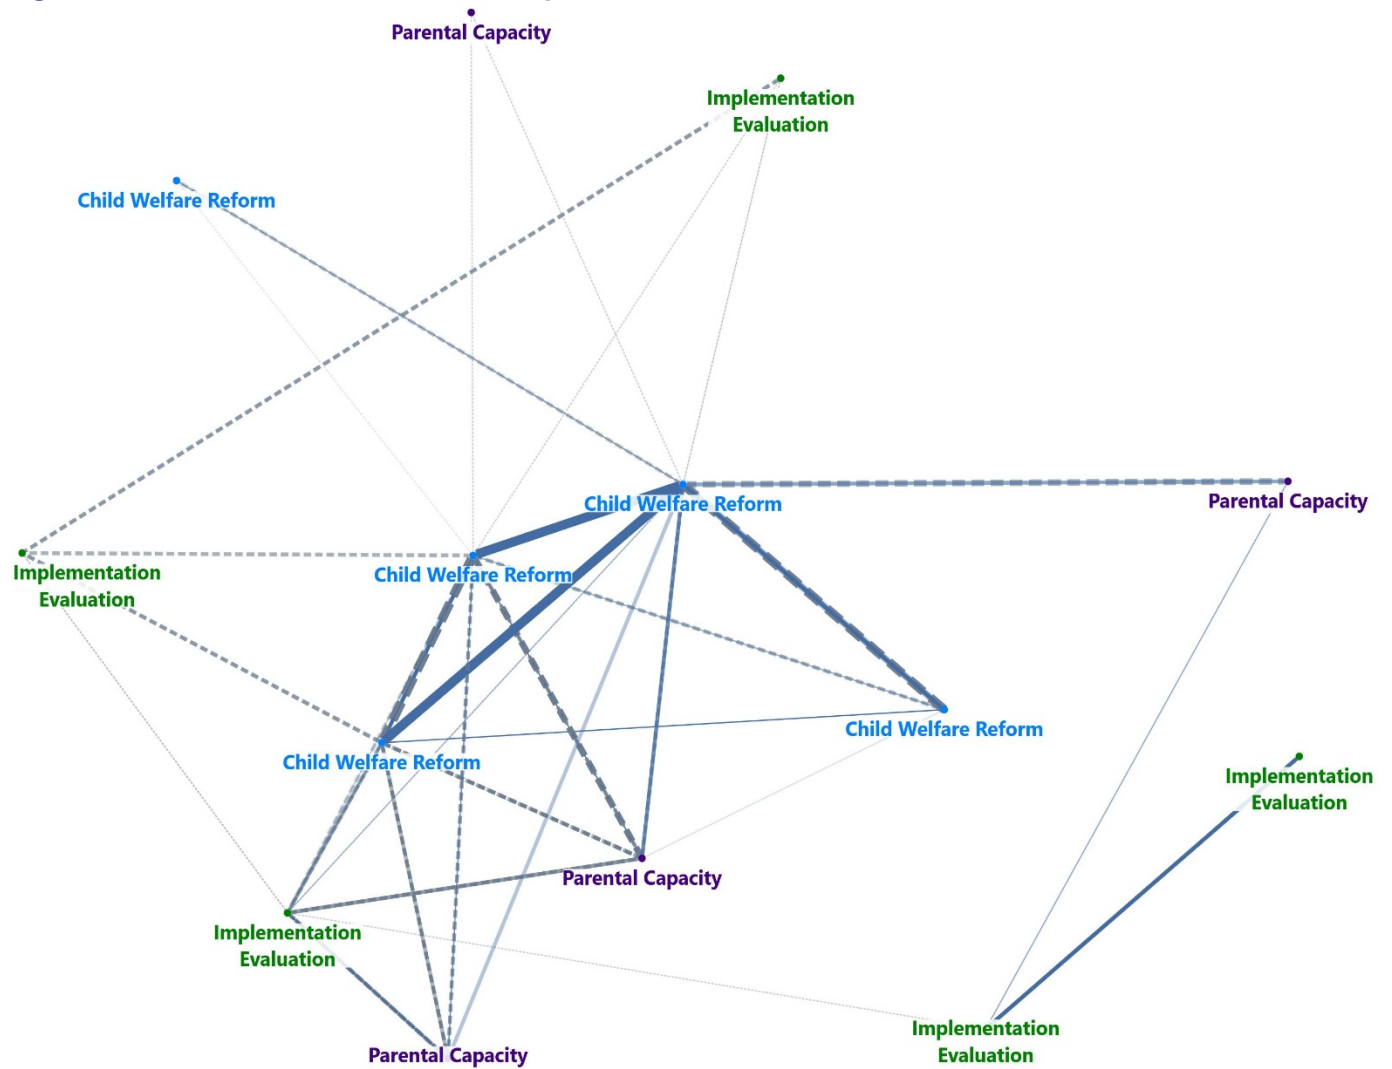 Parental Capacity
Implementation
Evaluation
Child Welfare Reform
Child Welfare Reform
Parental Capacity
Implementation
Evaluation
Child Welfare Reform
Child Welfare Reform
Child Welfare Reform
Implementation
Evaluation
Parental Capacity
Implementation
Evaluation
Implementation
Evaluation
Parental Capacity